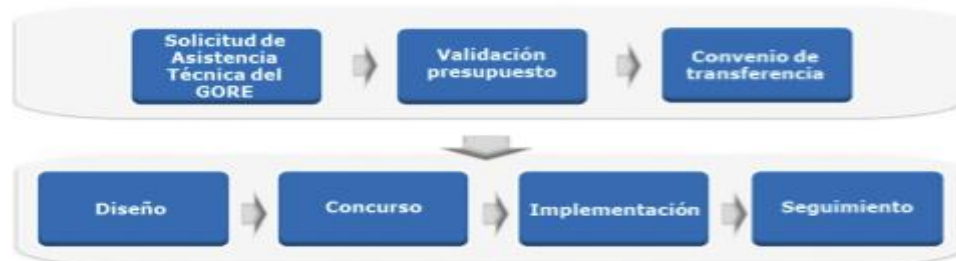 Solicitud de
Asistencia
Técnica del
GORE
Validación
presupuesto
Convenio de
transferencia
Diseño
Concurso
Implementación
Seguimiento